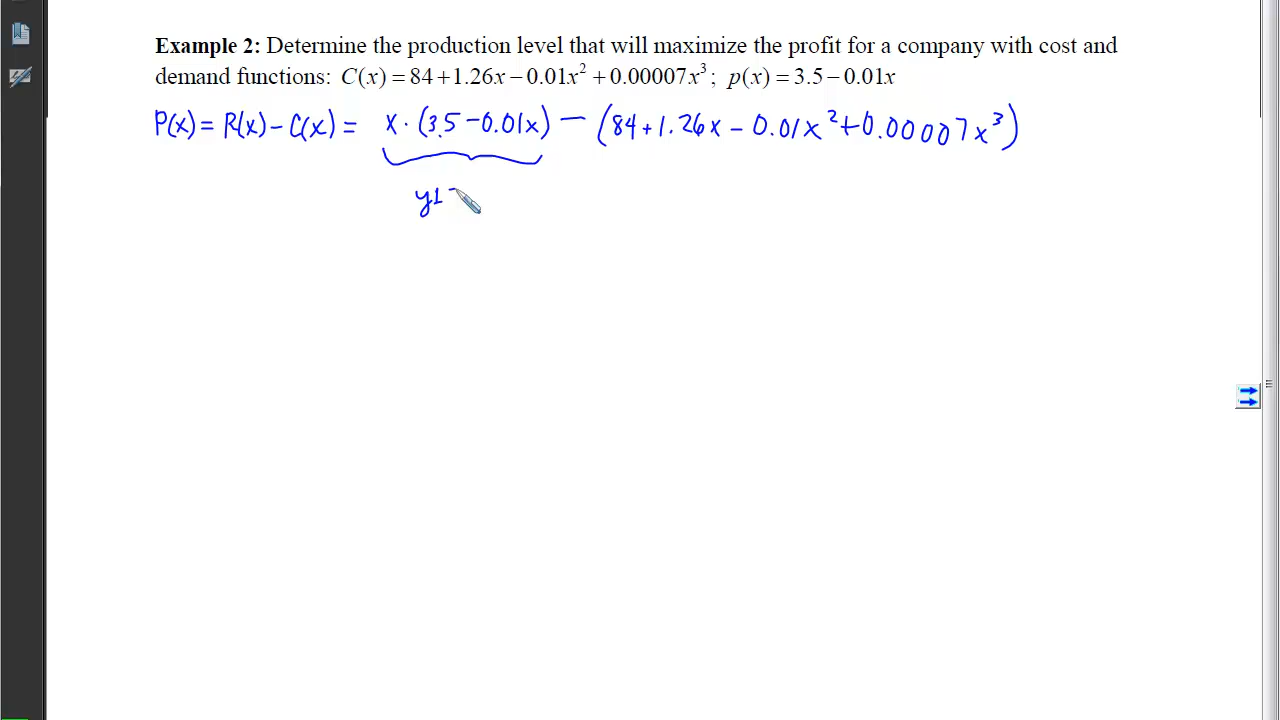 Example 2: Determine the production level that will maximize the profit for a company with cost and
demand functions: C(x) = 84 + 1.26x − 0.01x² + 0.00007x³ ; p(x) = 3.5 − 0.01x
P(x) = R(x) − C(x) = x · (3.5 − 0.01x) − (84 + 1.26x − 0.01x² + 0.00007x³)
y1